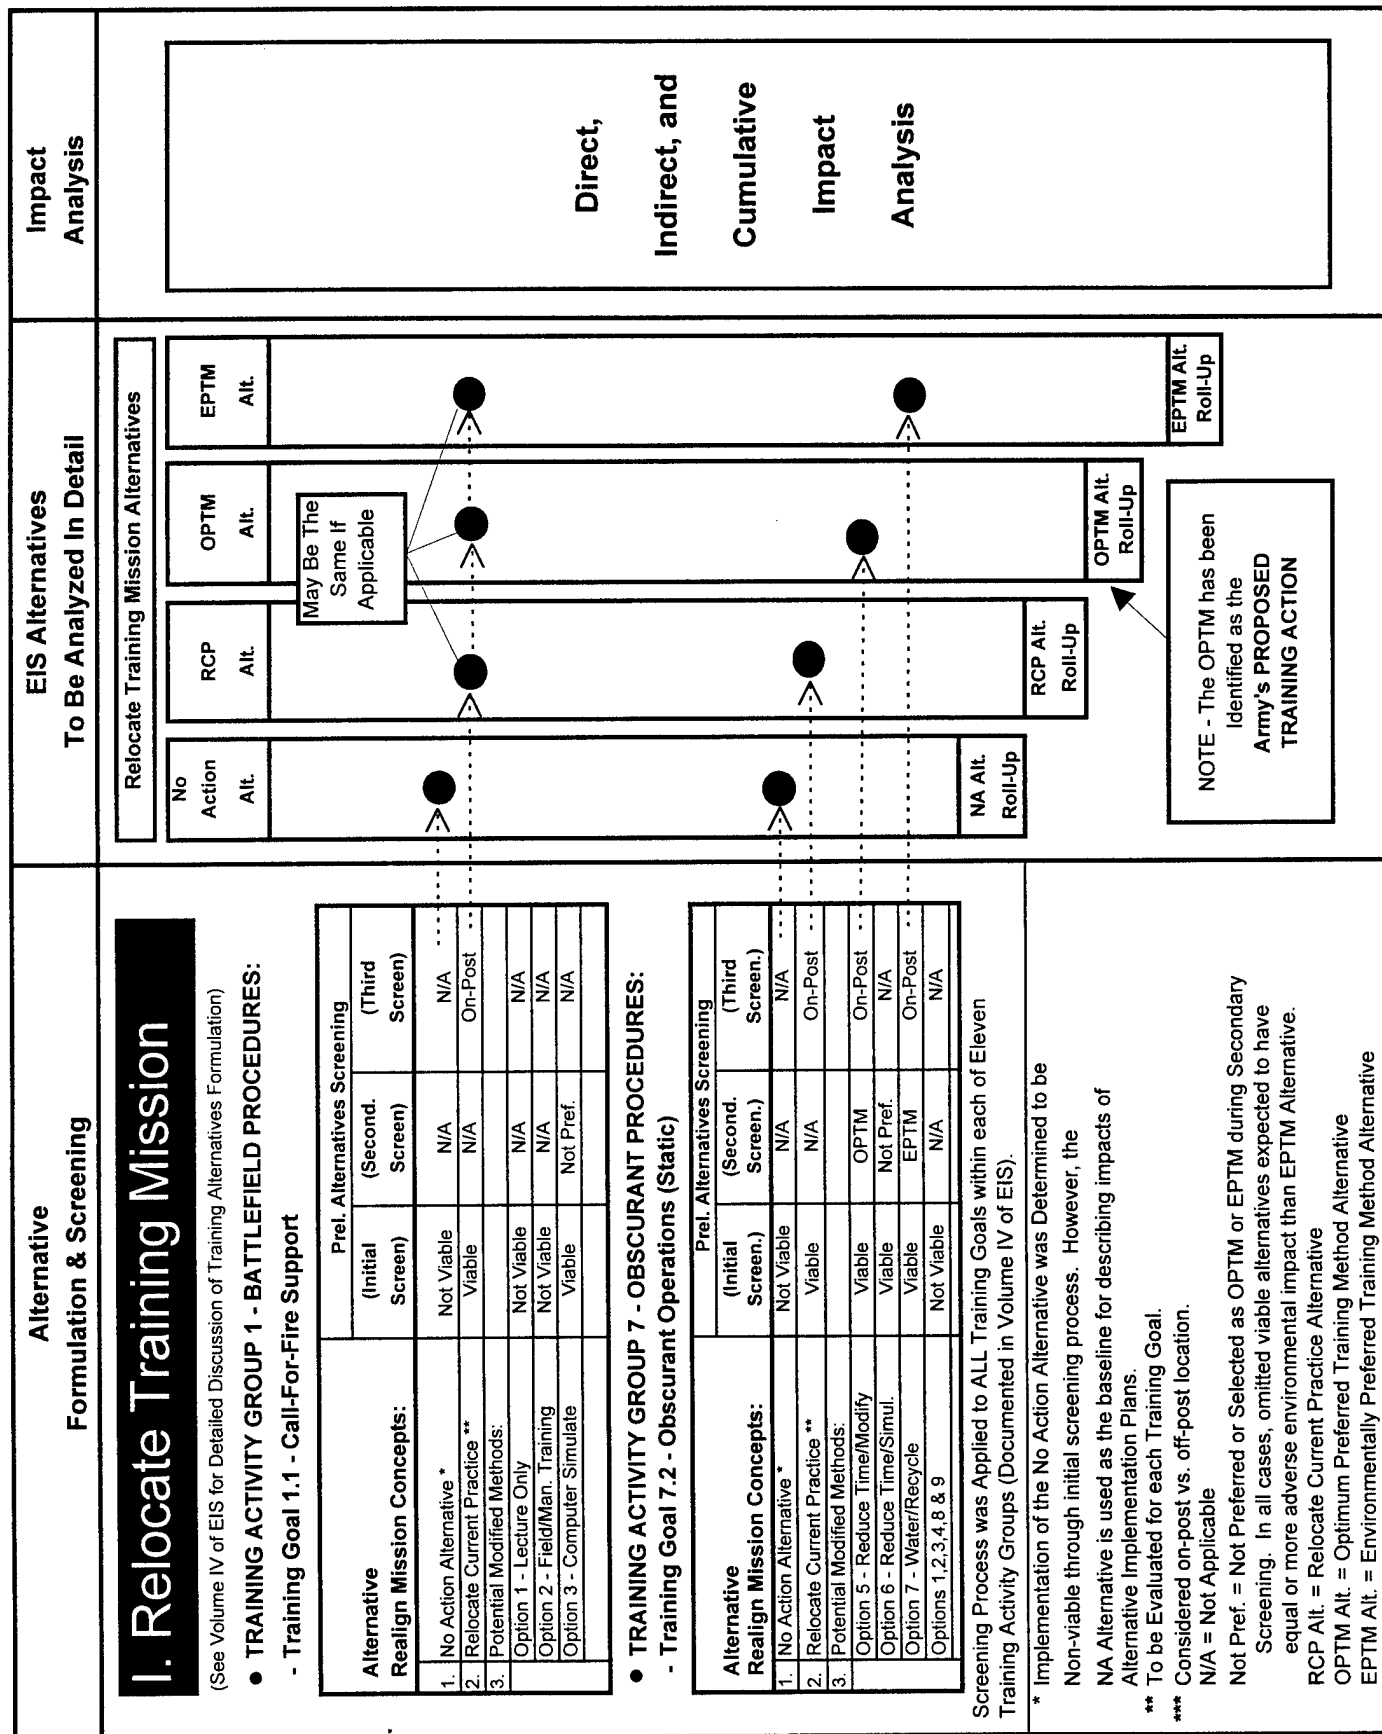 Alternative
Formulation & Screening
EIS Alternatives
To Be Analyzed In Detail
Impact
Analysis
I. Relocate Training Mission
(See Volume IV of EIS for Detailed Discussion of Training Alternatives Formulation)
● TRAINING ACTIVITY GROUP 1 - BATTLEFIELD PROCEDURES:
- Training Goal 1.1 - Call-For-Fire Support
Alternative
Realign Mission Concepts:
Prel. Alternatives Screening
(Initial Screen) (Second. Screen) (Third Screen)
1. No Action Alternative * Not Viable N/A N/A
2. Relocate Current Practice ** Viable N/A On-Post
3. Potential Modified Methods:
Option 1 - Lecture Only Not Viable N/A N/A
Option 2 - Field/Man. Training Not Viable N/A N/A
Option 3 - Computer Simulate Viable Not Pref. N/A
● TRAINING ACTIVITY GROUP 7 - OBSCURANT PROCEDURES:
- Training Goal 7.2 - Obscurant Operations (Static)
Alternative
Realign Mission Concepts:
Prel. Alternatives Screening
(Initial Screen.) (Second. Screen.) (Third Screen.)
1. No Action Alternative * Not Viable N/A N/A
2. Relocate Current Practice ** Viable N/A On-Post
3. Potential Modified Methods:
Option 5 - Reduce Time/Modify Viable OPTM On-Post
Option 6 - Reduce Time/Simul. Viable Not Pref. N/A
Option 7 - Water/Recycle Viable EPTM On-Post
Options 1,2,3,4,8 & 9 Not Viable N/A N/A
Screening Process was Applied to ALL Training Goals within each of Eleven
Training Activity Groups (Documented in Volume IV of EIS).
* Implementation of the No Action Alternative was Determined to be
Non-viable through initial screening process. However, the
NA Alternative is used as the baseline for describing impacts of
Alternative Implementation Plans.
** To be Evaluated for each Training Goal.
*** Considered on-post vs. off-post location.
N/A = Not Applicable
Not Pref. = Not Preferred or Selected as OPTM or EPTM during Secondary
Screening. In all cases, omitted viable alternatives expected to have
equal or more adverse environmental impact than EPTM Alternative.
RCP Alt. = Relocate Current Practice Alternative
OPTM Alt. = Optimum Preferred Training Method Alternative
EPTM Alt. = Environmentally Preferred Training Method Alternative
Relocate Training Mission Alternatives
No
Action
Alt.
RCP
Alt.
OPTM
Alt.
EPTM
Alt.
May Be The
Same If
Applicable
NA Alt.
Roll-Up
RCP Alt.
Roll-Up
OPTM Alt.
Roll-Up
EPTM Alt.
Roll-Up
NOTE - The OPTM has been
Identified as the
Army's PROPOSED
TRAINING ACTION
Direct,
Indirect, and
Cumulative
Impact
Analysis